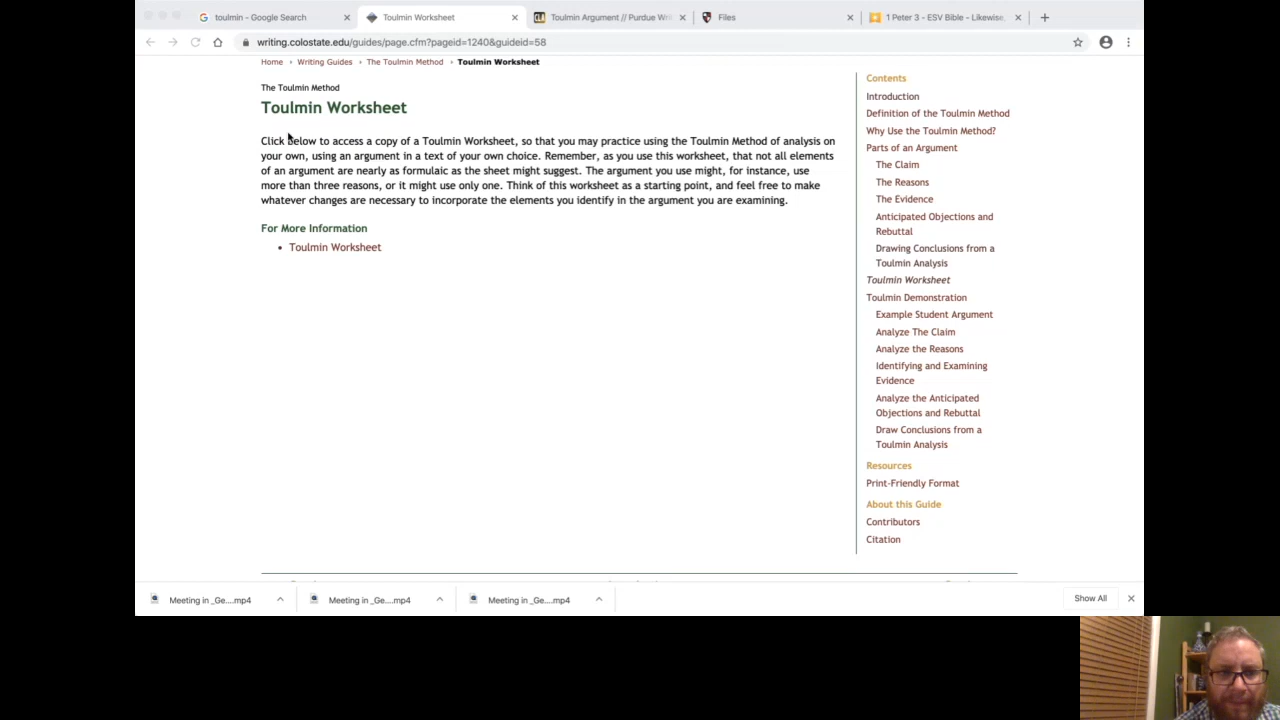 toulmin - Google Search
Toulmin Worksheet
Toulmin Argument // Purdue Wri
Files
1 Peter 3 - ESV Bible - Likewise,
writing.colostate.edu/guides/page.cfm?pageid=1240&guideid=58
Home › Writing Guides › The Toulmin Method › Toulmin Worksheet
The Toulmin Method
Toulmin Worksheet
Click below to access a copy of a Toulmin Worksheet, so that you may practice using the Toulmin Method of analysis on
your own, using an argument in a text of your own choice. Remember, as you use this worksheet, that not all elements
of an argument are nearly as formulaic as the sheet might suggest. The argument you use might, for instance, use
more than three reasons, or it might use only one. Think of this worksheet as a starting point, and feel free to make
whatever changes are necessary to incorporate the elements you identify in the argument you are examining.
For More Information
• Toulmin Worksheet
Contents
Introduction
Definition of the Toulmin Method
Why Use the Toulmin Method?
Parts of an Argument
The Claim
The Reasons
The Evidence
Anticipated Objections and
Rebuttal
Drawing Conclusions from a
Toulmin Analysis
Toulmin Worksheet
Toulmin Demonstration
Example Student Argument
Analyze The Claim
Analyze the Reasons
Identifying and Examining
Evidence
Analyze the Anticipated
Objections and Rebuttal
Draw Conclusions from a
Toulmin Analysis
Resources
Print-Friendly Format
About this Guide
Contributors
Citation
Meeting in _Ge....mp4
Meeting in _Ge....mp4
Meeting in _Ge....mp4
Show All